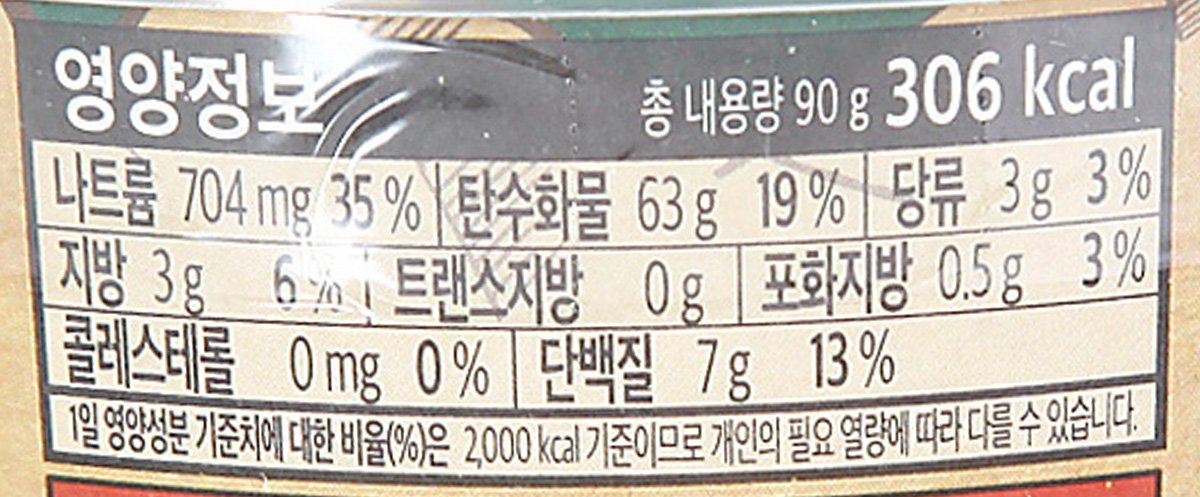 영양정보 총 내용량 90 g 306 kcal
나트륨 704 mg 35 % 탄수화물 63 g 19 % 당류 3 g 3 %
지방 3 g 6 % 트랜스지방 0 g 포화지방 0.5 g 3 %
콜레스테롤 0 mg 0 % 단백질 7 g 13 %
1일 영양성분 기준치에 대한 비율(%)은 2,000 kcal 기준이므로 개인의 필요 열량에 따라 다를 수 있습니다.